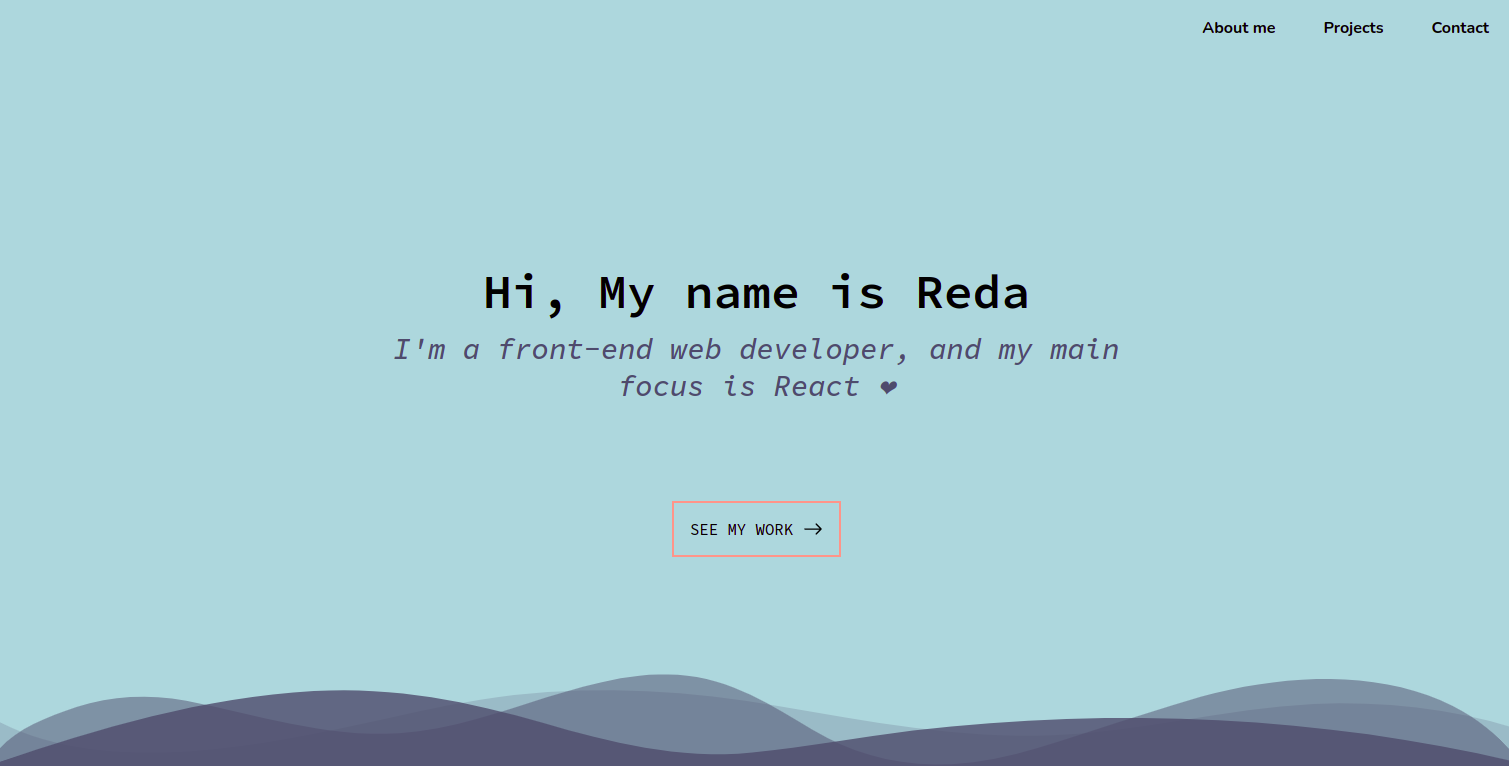 About me Projects Contact
Hi, My name is Reda
I'm a front-end web developer, and my main
focus is React ❤
SEE MY WORK →